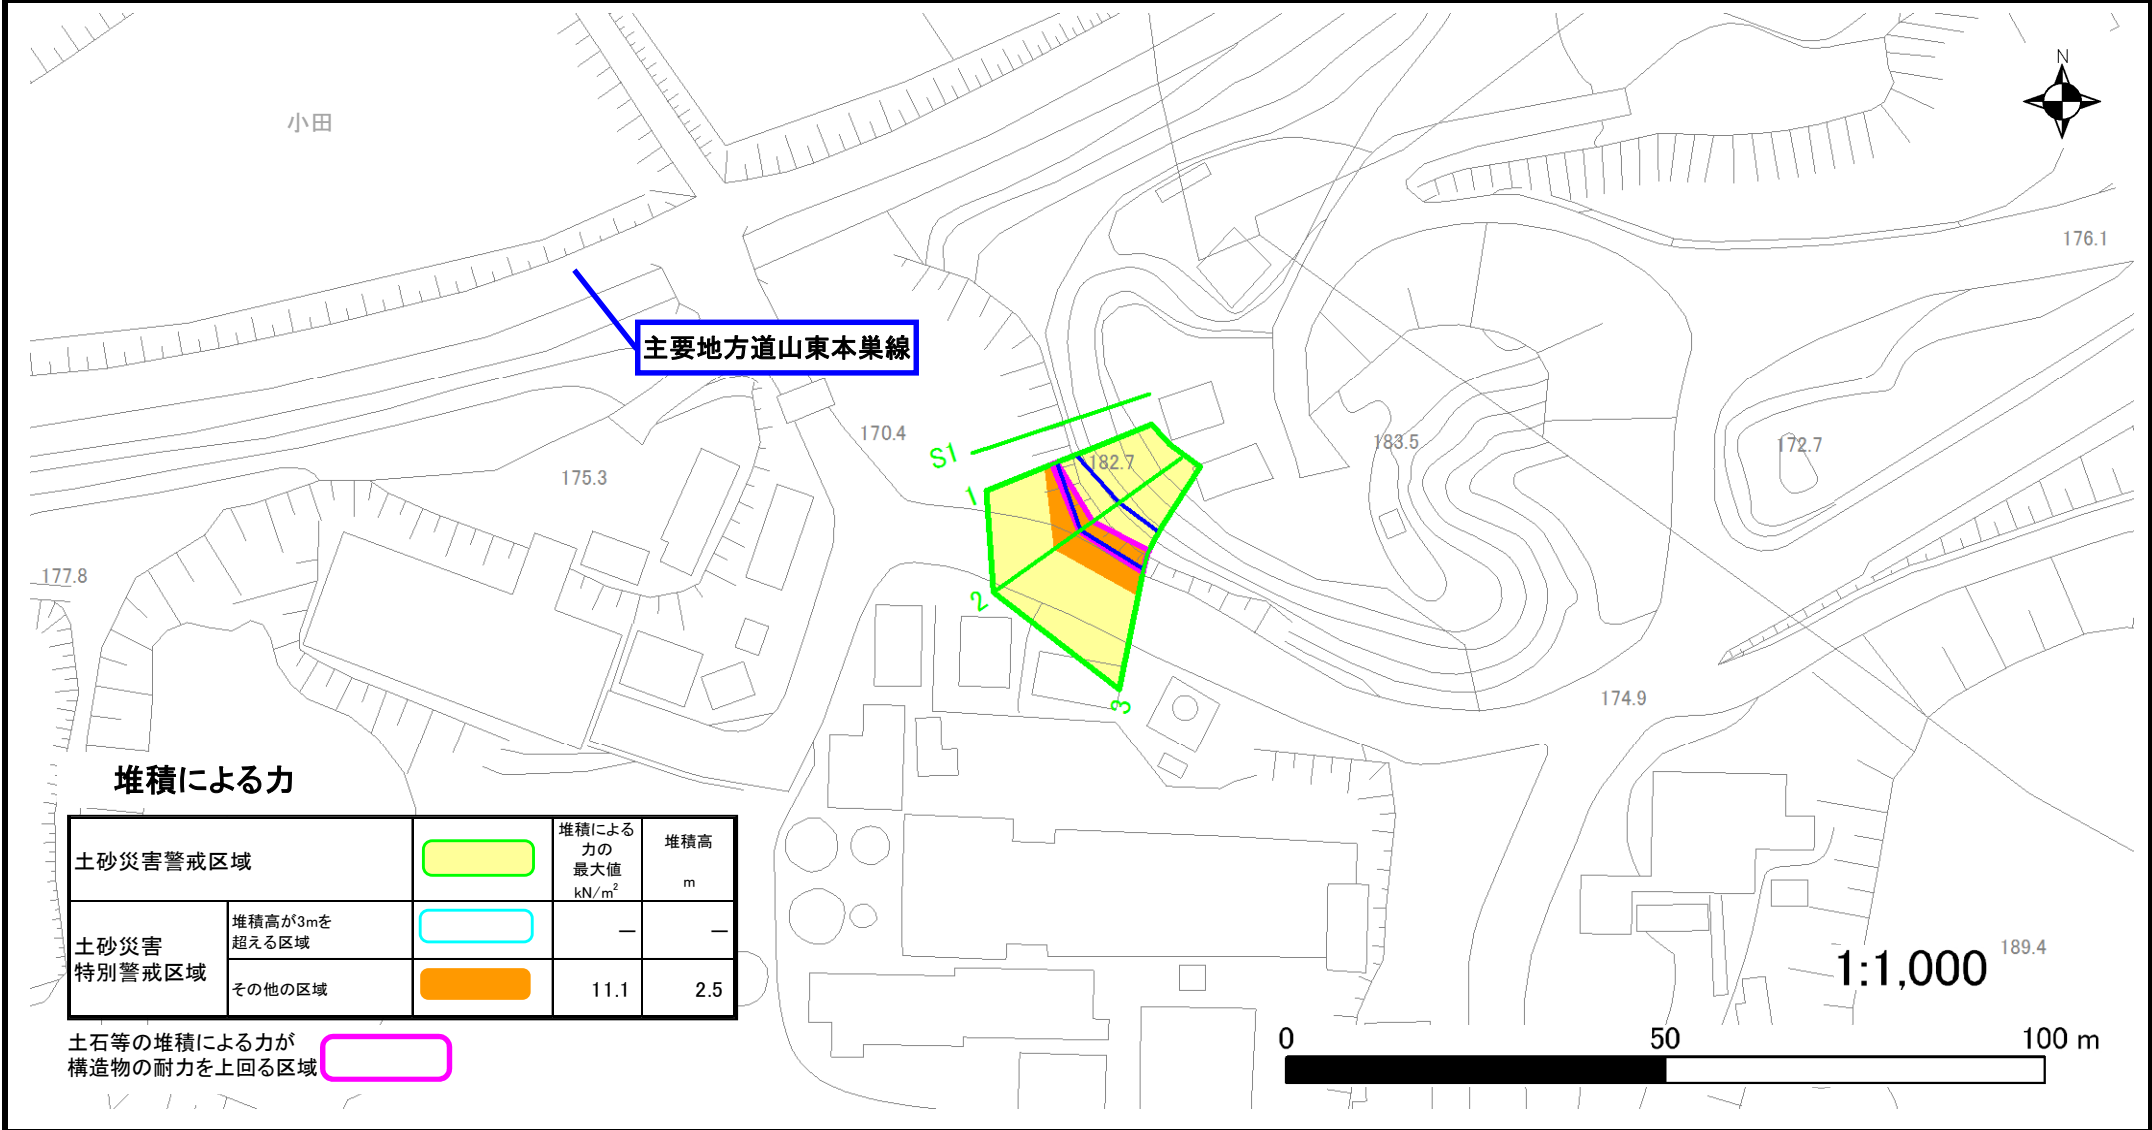 N
小田
176.1
主要地方道山東本巣線
170.4
S1
182.7
183.5
172.7
175.3
1
177.8
2
3
174.9
堆積による力
土砂災害警戒区域
堆積による
力の
最大値
kN/m²
堆積高
m
土砂災害
特別警戒区域
堆積高が3mを
超える区域
—
—
その他の区域
11.1
2.5
土石等の堆積による力が
構造物の耐力を上回る区域
189.4
1:1,000
0
50
100 m